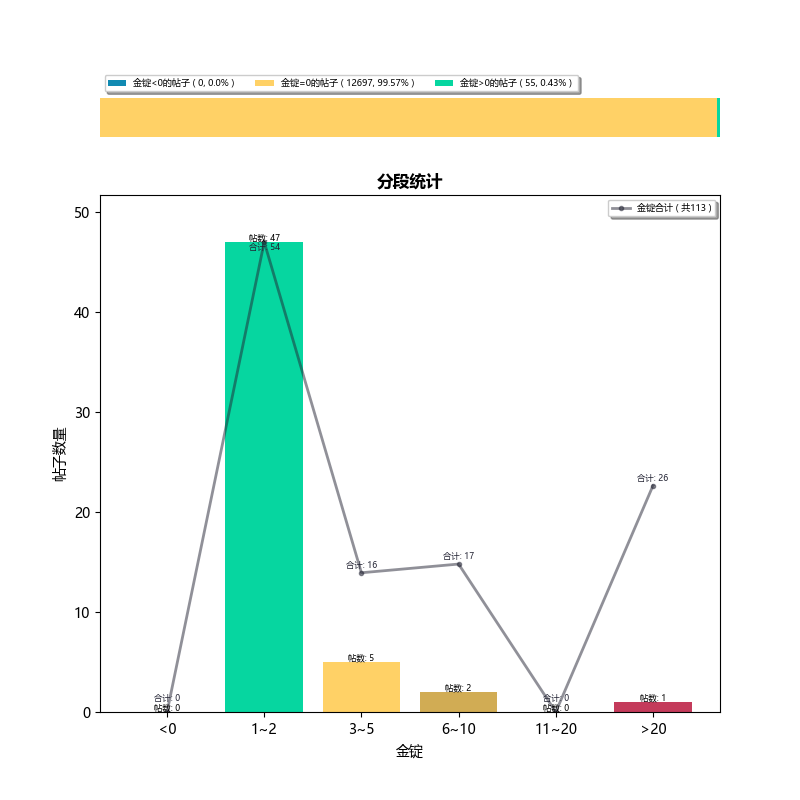 金锭<0的帖子 ( 0, 0.0% ) 金锭=0的帖子 ( 12697, 99.57% ) 金锭>0的帖子 ( 55, 0.43% )
分段统计
金锭合计 ( 共113 )
50
40
30
20
10
0
帖子数量
帖数: 47
合计: 54
合计: 26
合计: 16
合计: 17
帖数: 5
帖数: 2
帖数: 1
合计: 0
帖数: 0
合计: 0
帖数: 0
<0 1~2 3~5 6~10 11~20 >20
金锭